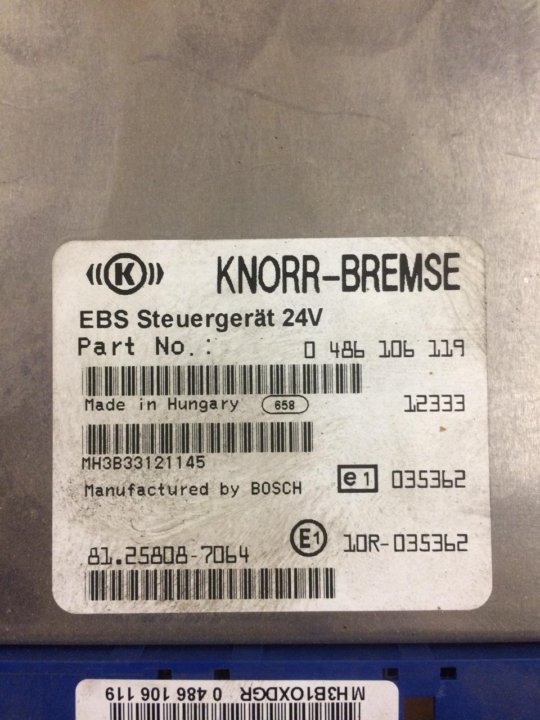 ((K)) KNORR-BREMSE
EBS Steuergerät 24V
Part No.: 0 486 106 119
Made in Hungary 658 12333
MH3B33121145
Manufactured by BOSCH e1 035362
81.25808-7064 E1 10R-035362
MH3B1OXDGR 0 486 106 119